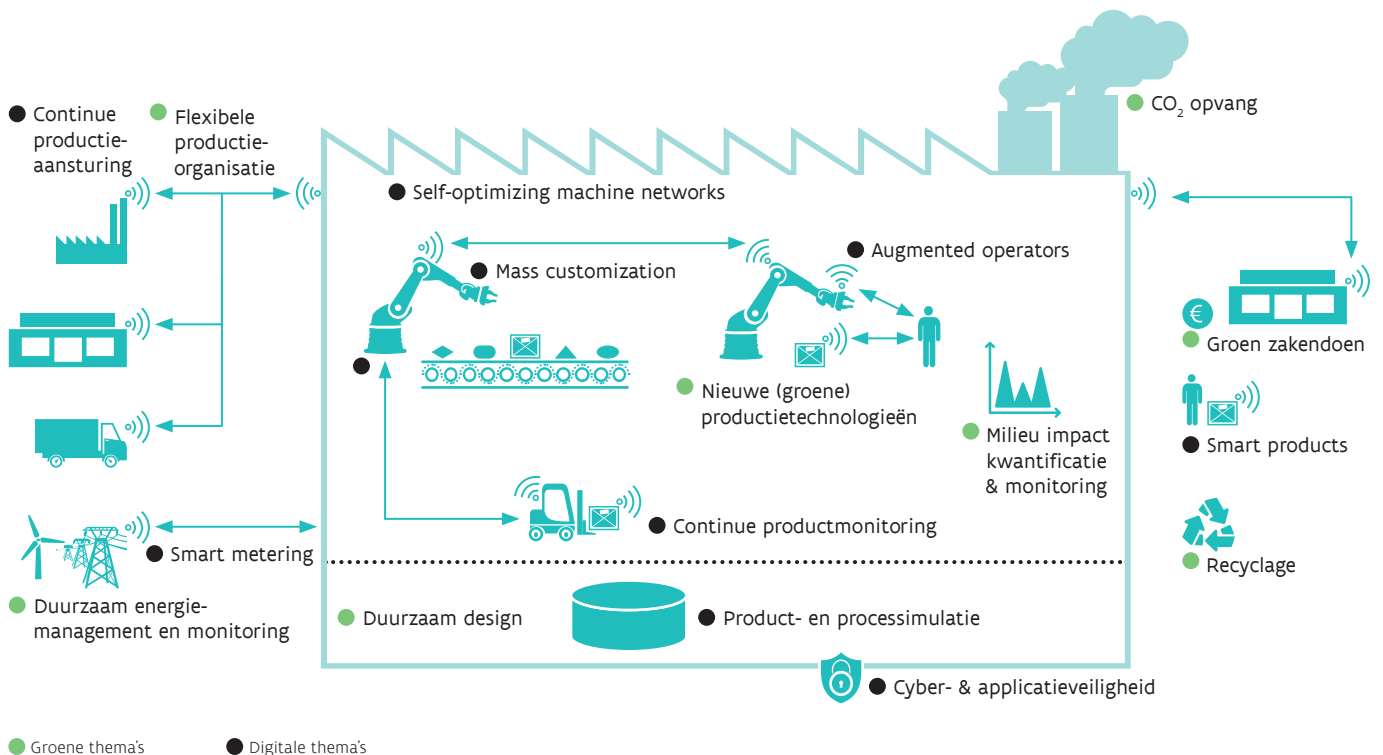 Continue
productie-
aansturing
Flexibele
productie-
organisatie
CO₂ opvang
Self-optimizing machine networks
Mass customization
Augmented operators
Nieuwe (groene)
productietechnologieën
Milieu impact
kwantificatie
& monitoring
€
Groen zakendoen
Smart products
Recyclage
Smart metering
Continue productmonitoring
Duurzaam energie-
management en monitoring
Duurzaam design
Product- en processimulatie
Cyber- & applicatieveiligheid
Groene thema's
Digitale thema's